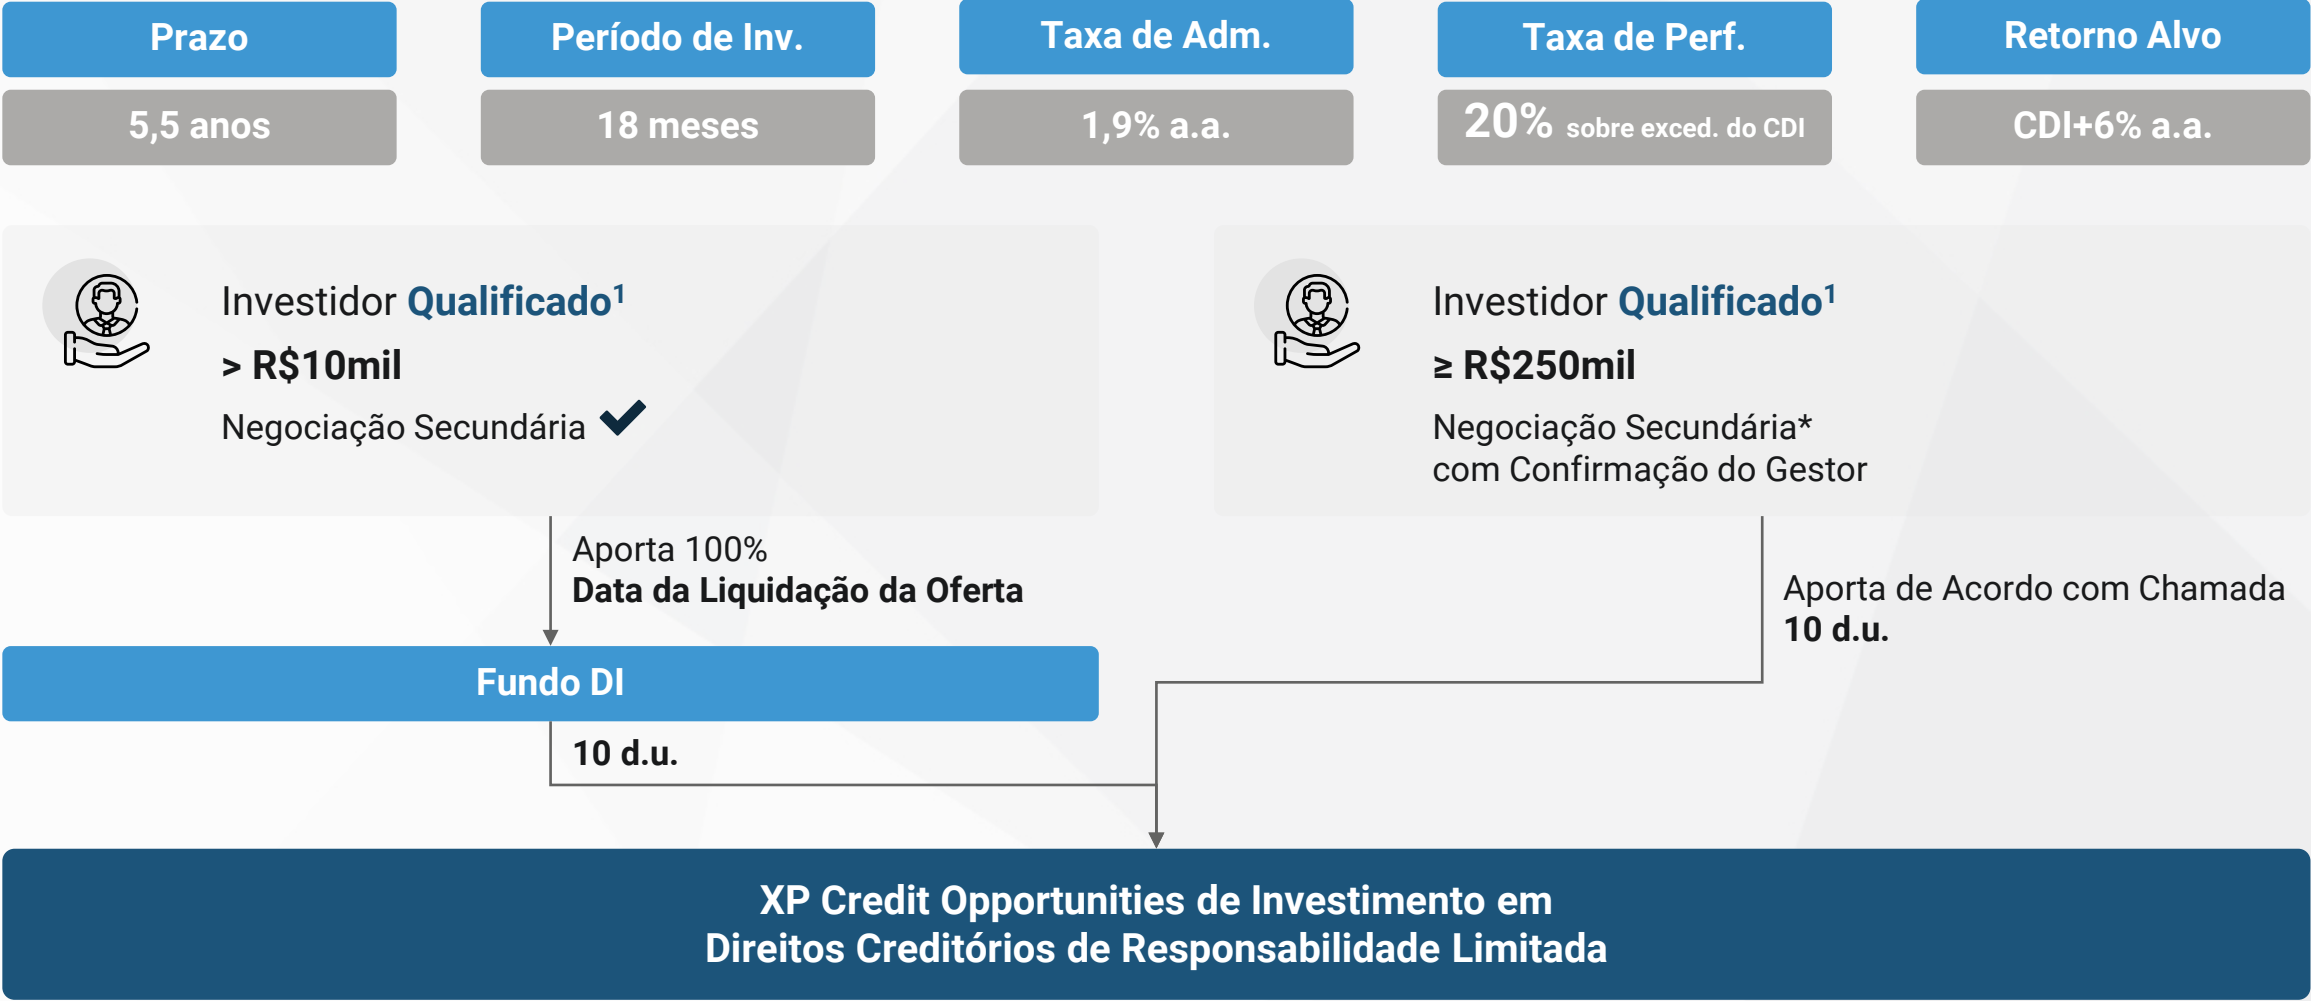 Prazo
Período de Inv.
Taxa de Adm.
Taxa de Perf.
Retorno Alvo
5,5 anos
18 meses
1,9% a.a.
20% sobre exced. do CDI
CDI+6% a.a.
Investidor Qualificado¹
> R$10mil
Negociação Secundária
Investidor Qualificado¹
≥ R$250mil
Negociação Secundária*
com Confirmação do Gestor
Aporta 100%
Data da Liquidação da Oferta
Aporta de Acordo com Chamada
10 d.u.
Fundo DI
10 d.u.
XP Credit Opportunities de Investimento em
Direitos Creditórios de Responsabilidade Limitada